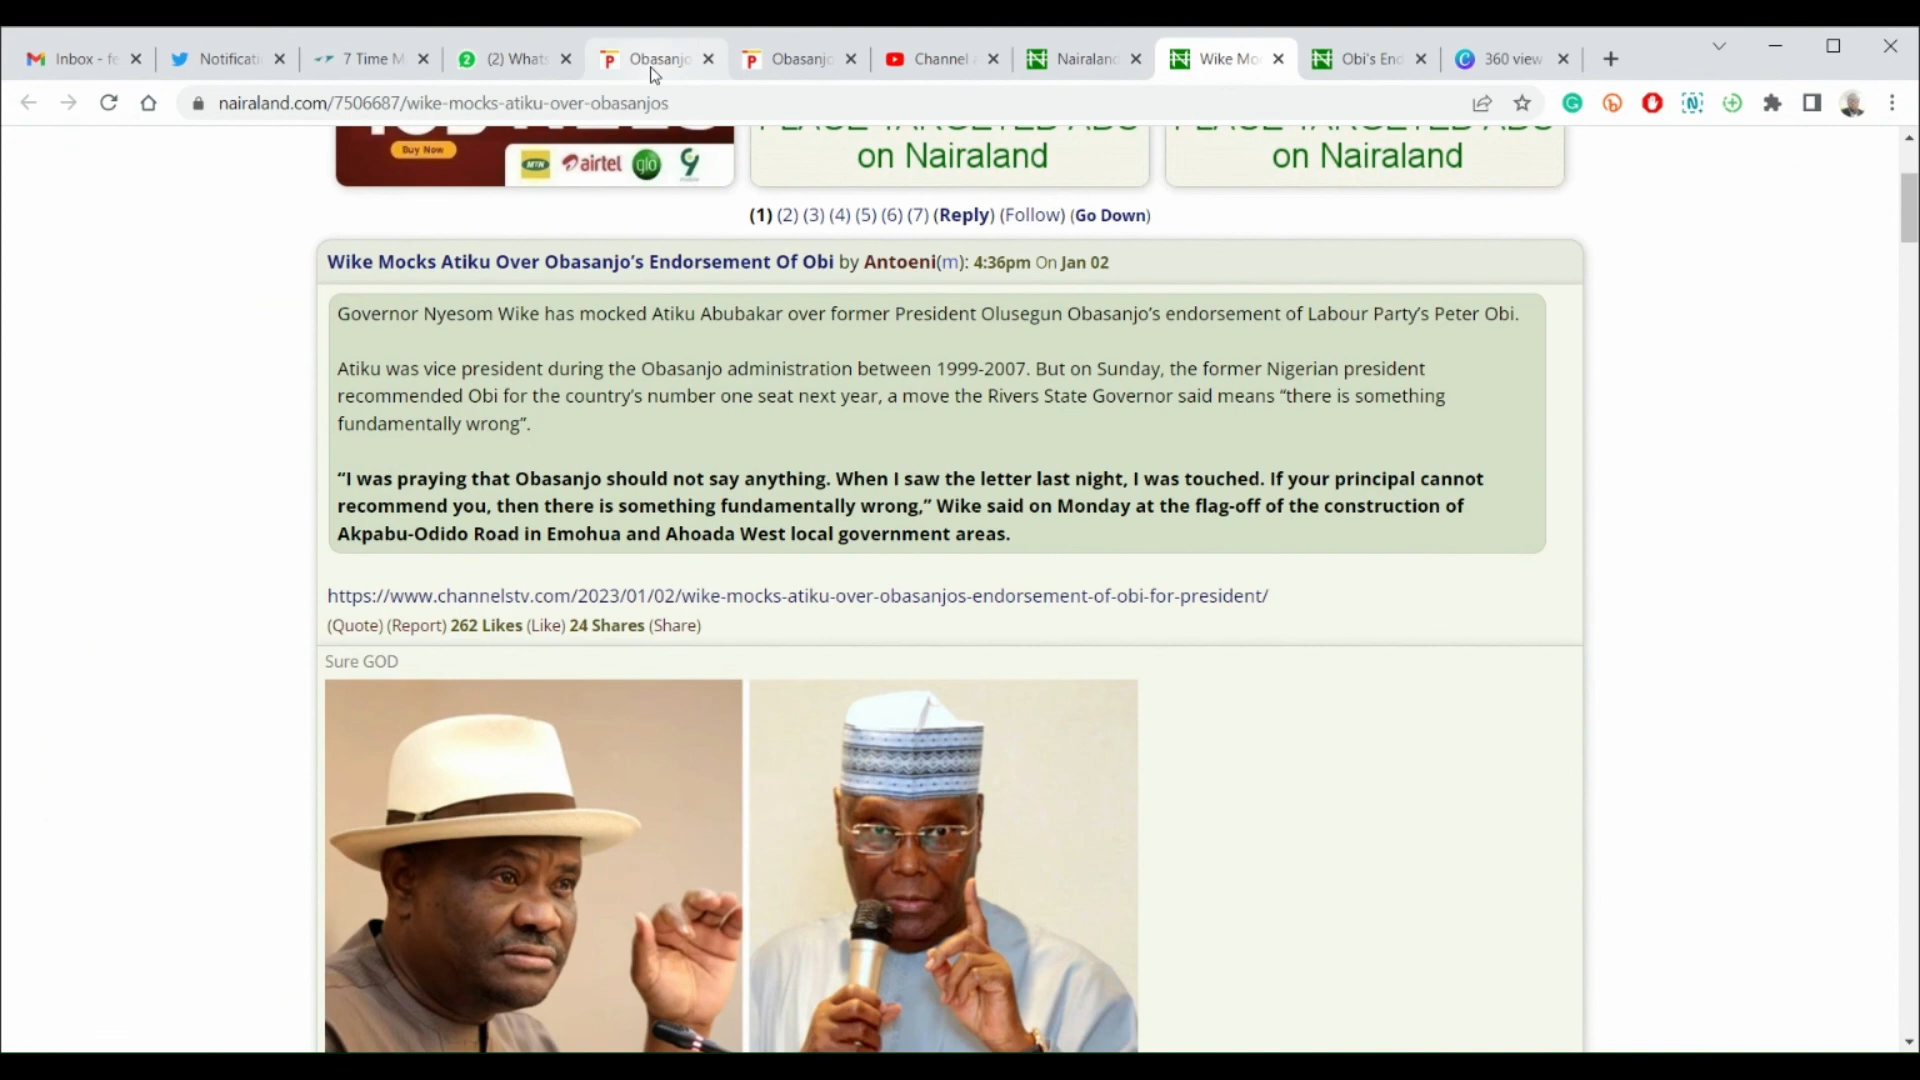 Inbox - fe
Notificati
7 Time M
(2) Whats
Obasanjo
Obasanjo
Channel
Nairalan
Wike Mo
Obi's End
360 view
nairaland.com/7506687/wike-mocks-atiku-over-obasanjos
Buy Now
MTN
airtel
glo
on Nairaland
on Nairaland
(1) (2) (3) (4) (5) (6) (7) (Reply) (Follow) (Go Down)
Wike Mocks Atiku Over Obasanjo’s Endorsement Of Obi by Antoeni(m): 4:36pm On Jan 02
Governor Nyesom Wike has mocked Atiku Abubakar over former President Olusegun Obasanjo’s endorsement of Labour Party’s Peter Obi.
Atiku was vice president during the Obasanjo administration between 1999-2007. But on Sunday, the former Nigerian president
recommended Obi for the country’s number one seat next year, a move the Rivers State Governor said means “there is something
fundamentally wrong”.
“I was praying that Obasanjo should not say anything. When I saw the letter last night, I was touched. If your principal cannot
recommend you, then there is something fundamentally wrong,” Wike said on Monday at the flag-off of the construction of
Akpabu-Odido Road in Emohua and Ahoada West local government areas.
https://www.channelstv.com/2023/01/02/wike-mocks-atiku-over-obasanjos-endorsement-of-obi-for-president/
(Quote) (Report) 262 Likes (Like) 24 Shares (Share)
Sure GOD